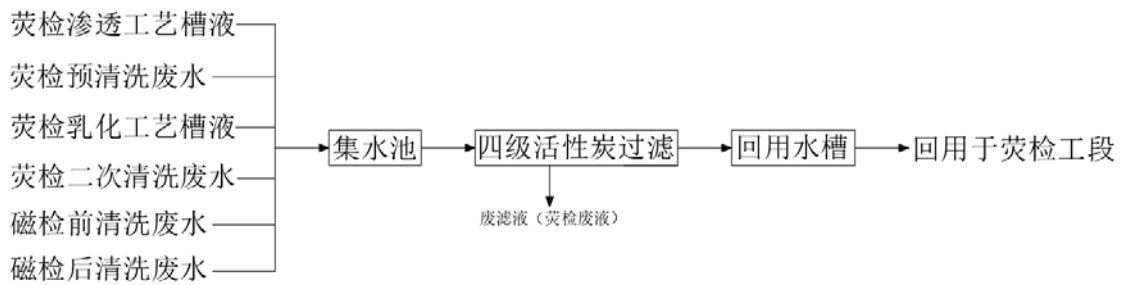 荧检渗透工艺槽液
荧检预清洗废水
荧检乳化工艺槽液
荧检二次清洗废水
磁检前清洗废水
磁检后清洗废水
集水池
四级活性炭过滤
回用水槽
回用于荧检工段
废滤液（荧检废液）